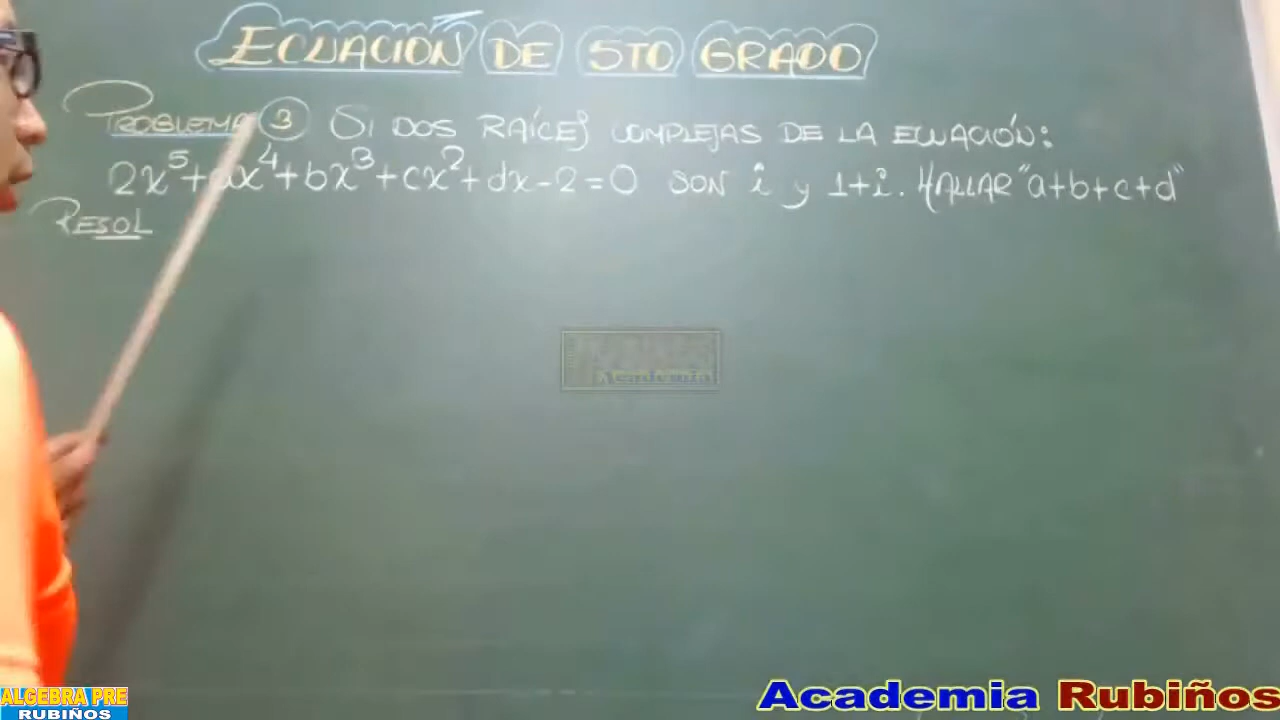 ECUACIÓN DE 5TO GRADO
PROBLEMA 3 SI DOS RAÍCES COMPLEJAS DE LA ECUACIÓN:
2x⁵+ax⁴+bx³+cx²+dx-2=0 SON i y 1+i. HALLAR "a+b+c+d"
RESOL
Academia
ALGEBRA PRE
RUBIÑOS
Academia Rubiños